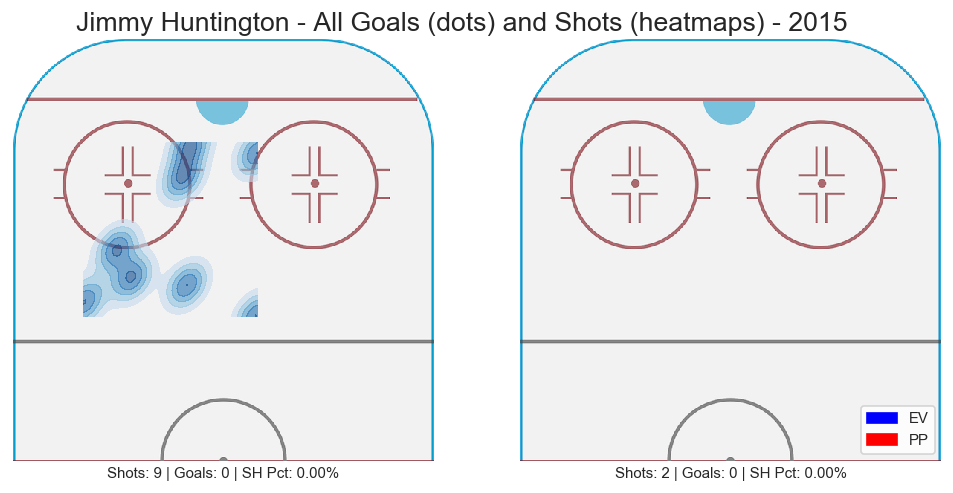 Jimmy Huntington - All Goals (dots) and Shots (heatmaps) - 2015
EV
PP
Shots: 9 | Goals: 0 | SH Pct: 0.00%
Shots: 2 | Goals: 0 | SH Pct: 0.00%